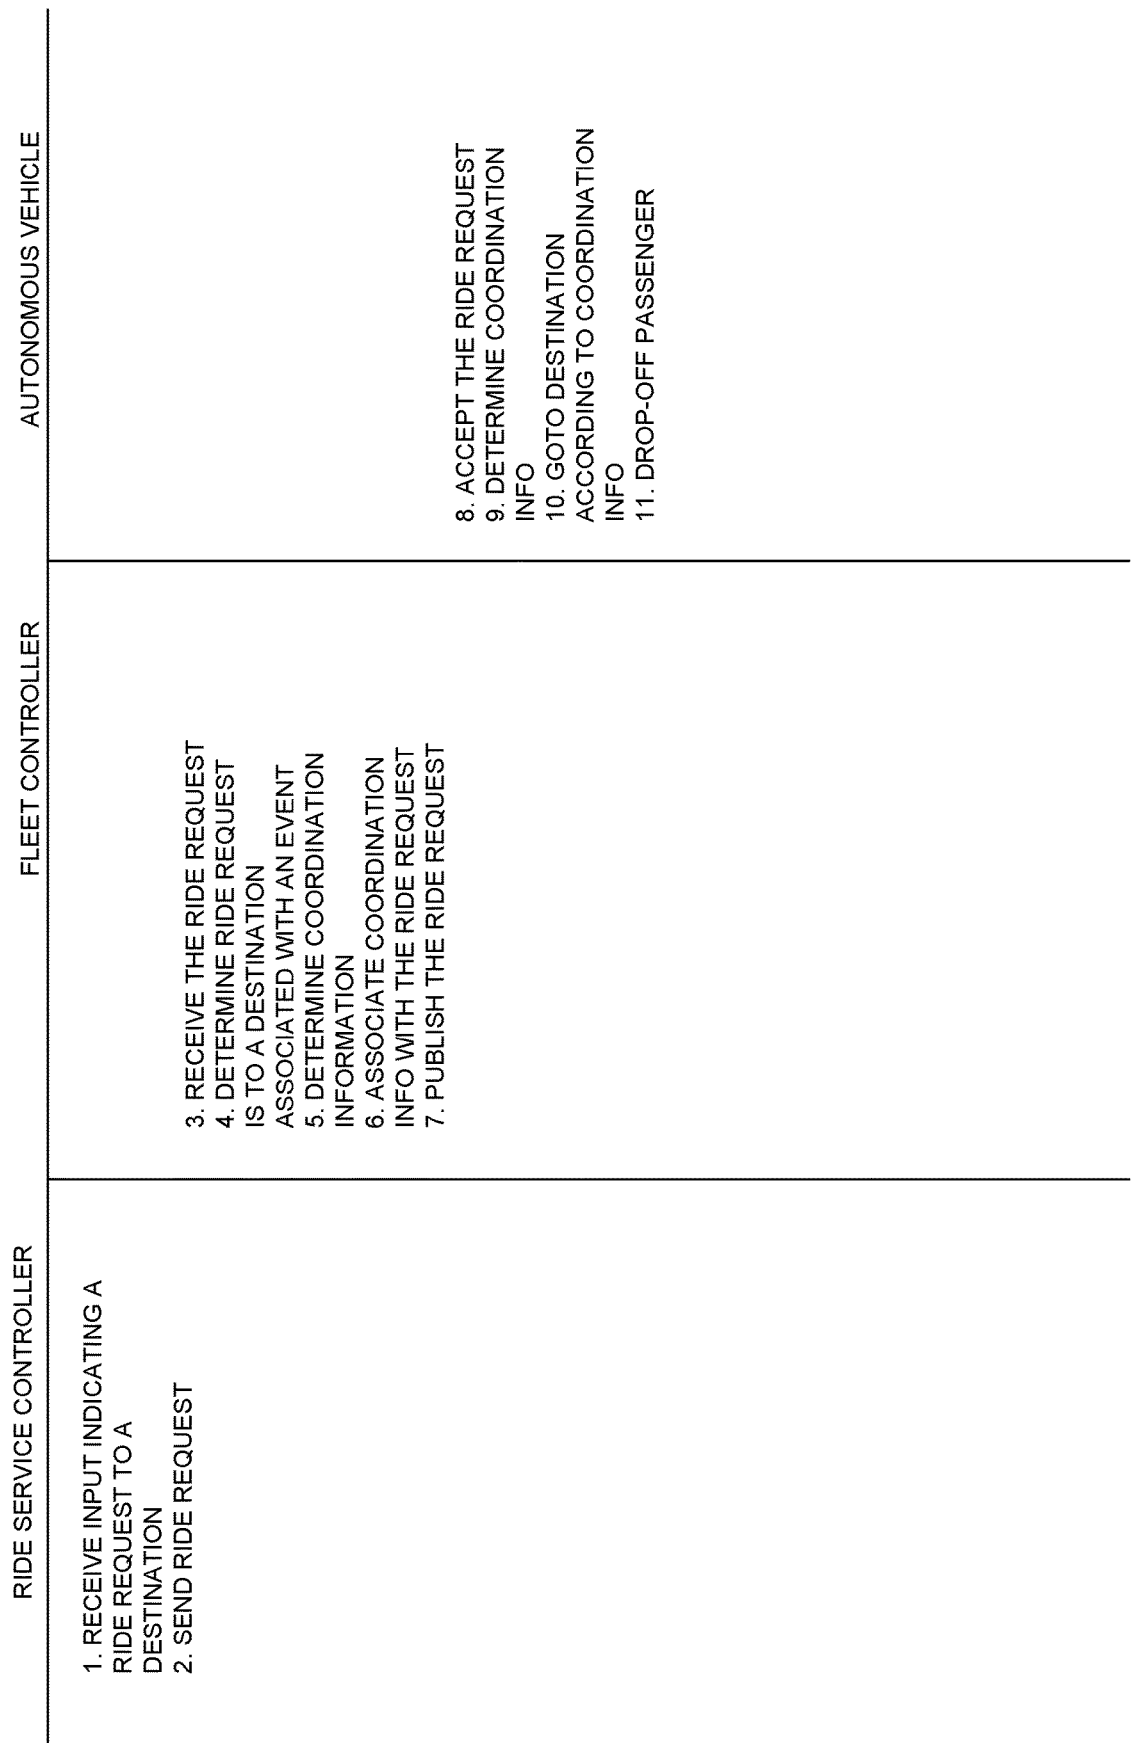 RIDE SERVICE CONTROLLER
FLEET CONTROLLER
AUTONOMOUS VEHICLE
1. RECEIVE INPUT INDICATING A
RIDE REQUEST TO A
DESTINATION
2. SEND RIDE REQUEST
3. RECEIVE THE RIDE REQUEST
4. DETERMINE RIDE REQUEST
IS TO A DESTINATION
ASSOCIATED WITH AN EVENT
5. DETERMINE COORDINATION
INFORMATION
6. ASSOCIATE COORDINATION
INFO WITH THE RIDE REQUEST
7. PUBLISH THE RIDE REQUEST
8. ACCEPT THE RIDE REQUEST
9. DETERMINE COORDINATION
INFO
10. GOTO DESTINATION
ACCORDING TO COORDINATION
INFO
11. DROP-OFF PASSENGER